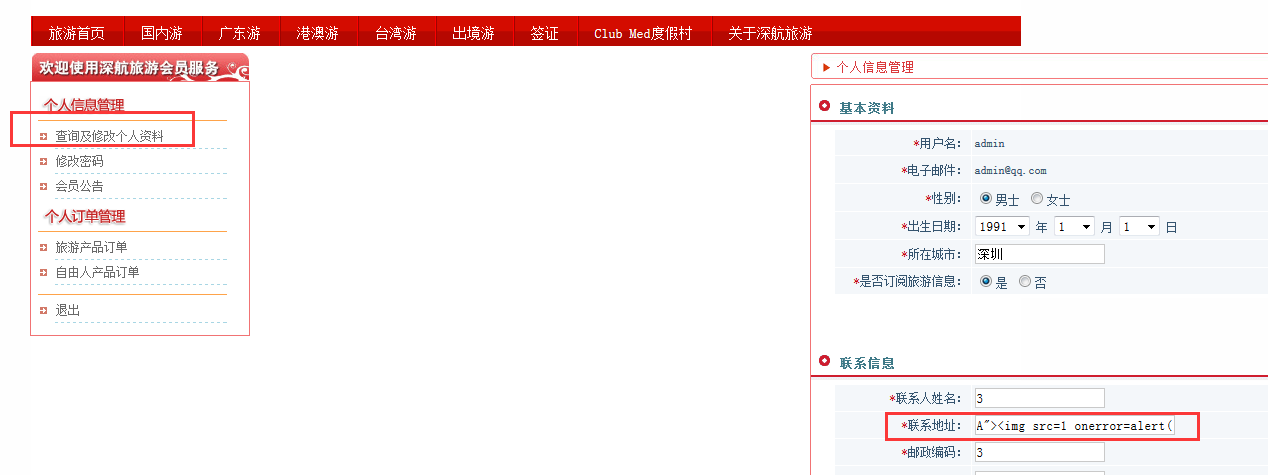 旅游首页 国内游 广东游 港澳游 台湾游 出境游 签证 Club Med度假村 关于深航旅游
欢迎使用深航旅游会员服务
个人信息管理
查询及修改个人资料
修改密码
会员公告
个人订单管理
旅游产品订单
自由人产品订单
退出
个人信息管理
基本资料
*用户名: admin
*电子邮件: admin@qq.com
*性别: 男士 女士
*出生日期: 1991 年 1 月 1 日
*所在城市: 深圳
*是否订阅旅游信息: 是 否
联系信息
*联系人姓名: 3
*联系地址: A"><img src=1 onerror=alert(
*邮政编码: 3